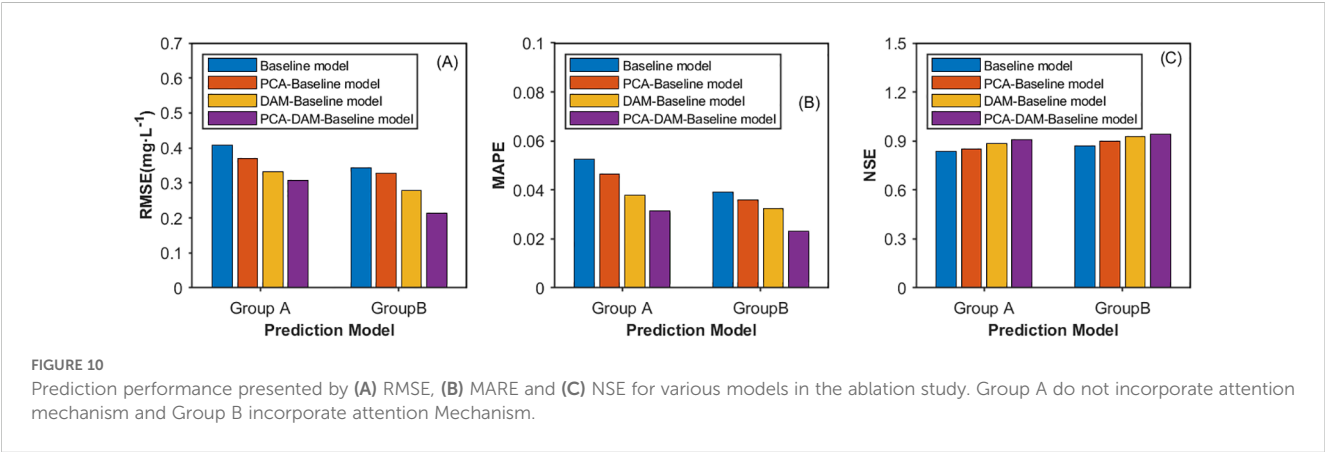 0.7
0.6
0.5
0.4
0.3
0.2
0.1
0
RMSE(mg·L-1)
(A)
Baseline model
PCA-Baseline model
DAM-Baseline model
PCA-DAM-Baseline model
Group A
GroupB
Prediction Model
0.1
0.08
0.06
0.04
0.02
0
MAPE
(B)
Baseline model
PCA-Baseline model
DAM-Baseline model
PCA-DAM-Baseline model
Group A
GroupB
Prediction Model
1.5
1.2
0.9
0.6
0.3
0
NSE
(C)
Baseline model
PCA-Baseline model
DAM-Baseline model
PCA-DAM-Baseline model
Group A
GroupB
Prediction Model
FIGURE 10
Prediction performance presented by (A) RMSE, (B) MARE and (C) NSE for various models in the ablation study. Group A do not incorporate attention
mechanism and Group B incorporate attention Mechanism.